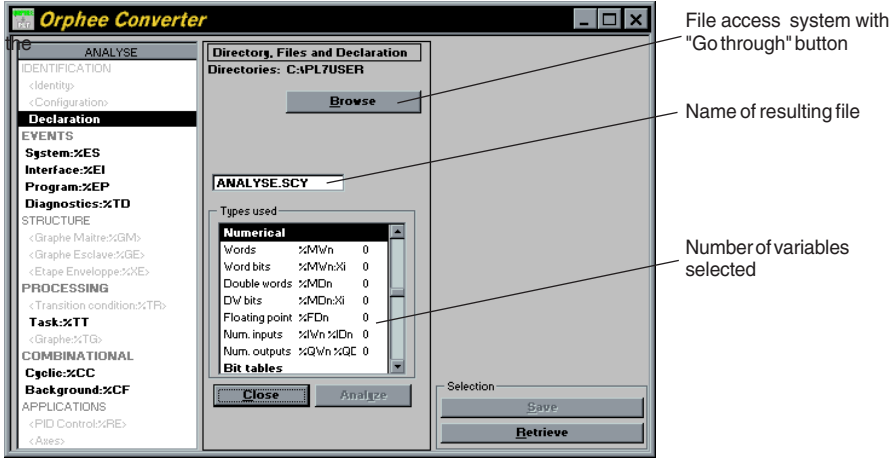 Orphee Converter
the
ANALYSE
IDENTIFICATION
<Identity>
<Configuration>
Declaration
EVENTS
System:%ES
Interface:%EI
Program:%EP
Diagnostics:%TD
STRUCTURE
<Graphe Maitre:%GM>
<Graphe Esclave:%GE>
<Etape Enveloppe:%XE>
PROCESSING
<Transition condition:%TR>
Task:%TT
<Graphe:%TG>
COMBINATIONAL
Cyclic:%CC
Background:%CF
APPLICATIONS
<PID Control:%RE>
<Axes>
Directory, Files and Declaration
Directories: C:\PL7USER
Browse
ANALYSE.SCY
Types used
Numerical
Words %MWn 0
Word bits %MWn:Xi 0
Double words %MDn 0
DW bits %MDn:Xi 0
Floating point %FDn 0
Num. inputs %IWn %IDn 0
Num. outputs %QWn %QD 0
Bit tables
Close
Analyze
Selection
Save
Retrieve
File access system with
"Go through" button
Name of resulting file
Number of variables
selected